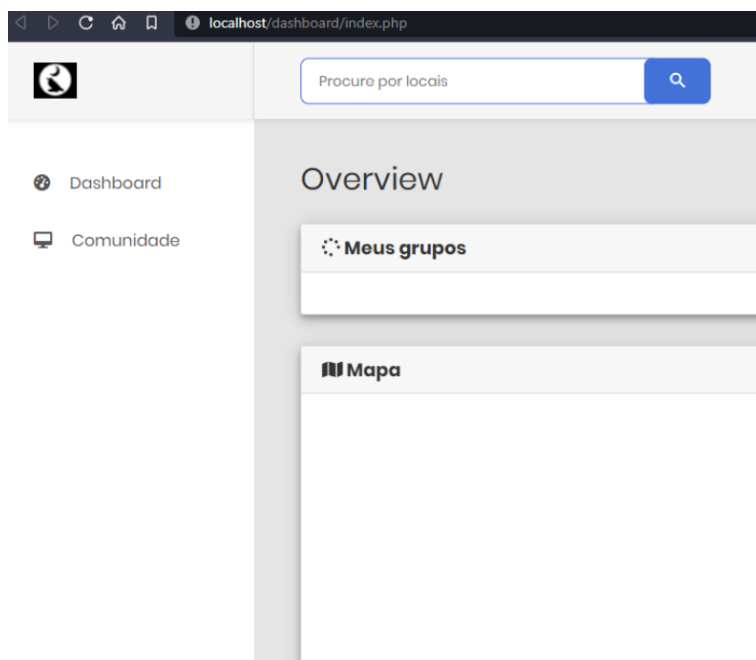 localhost/dashboard/index.php
Procure por locais
Dashboard
Comunidade
Overview
Meus grupos
Mapa